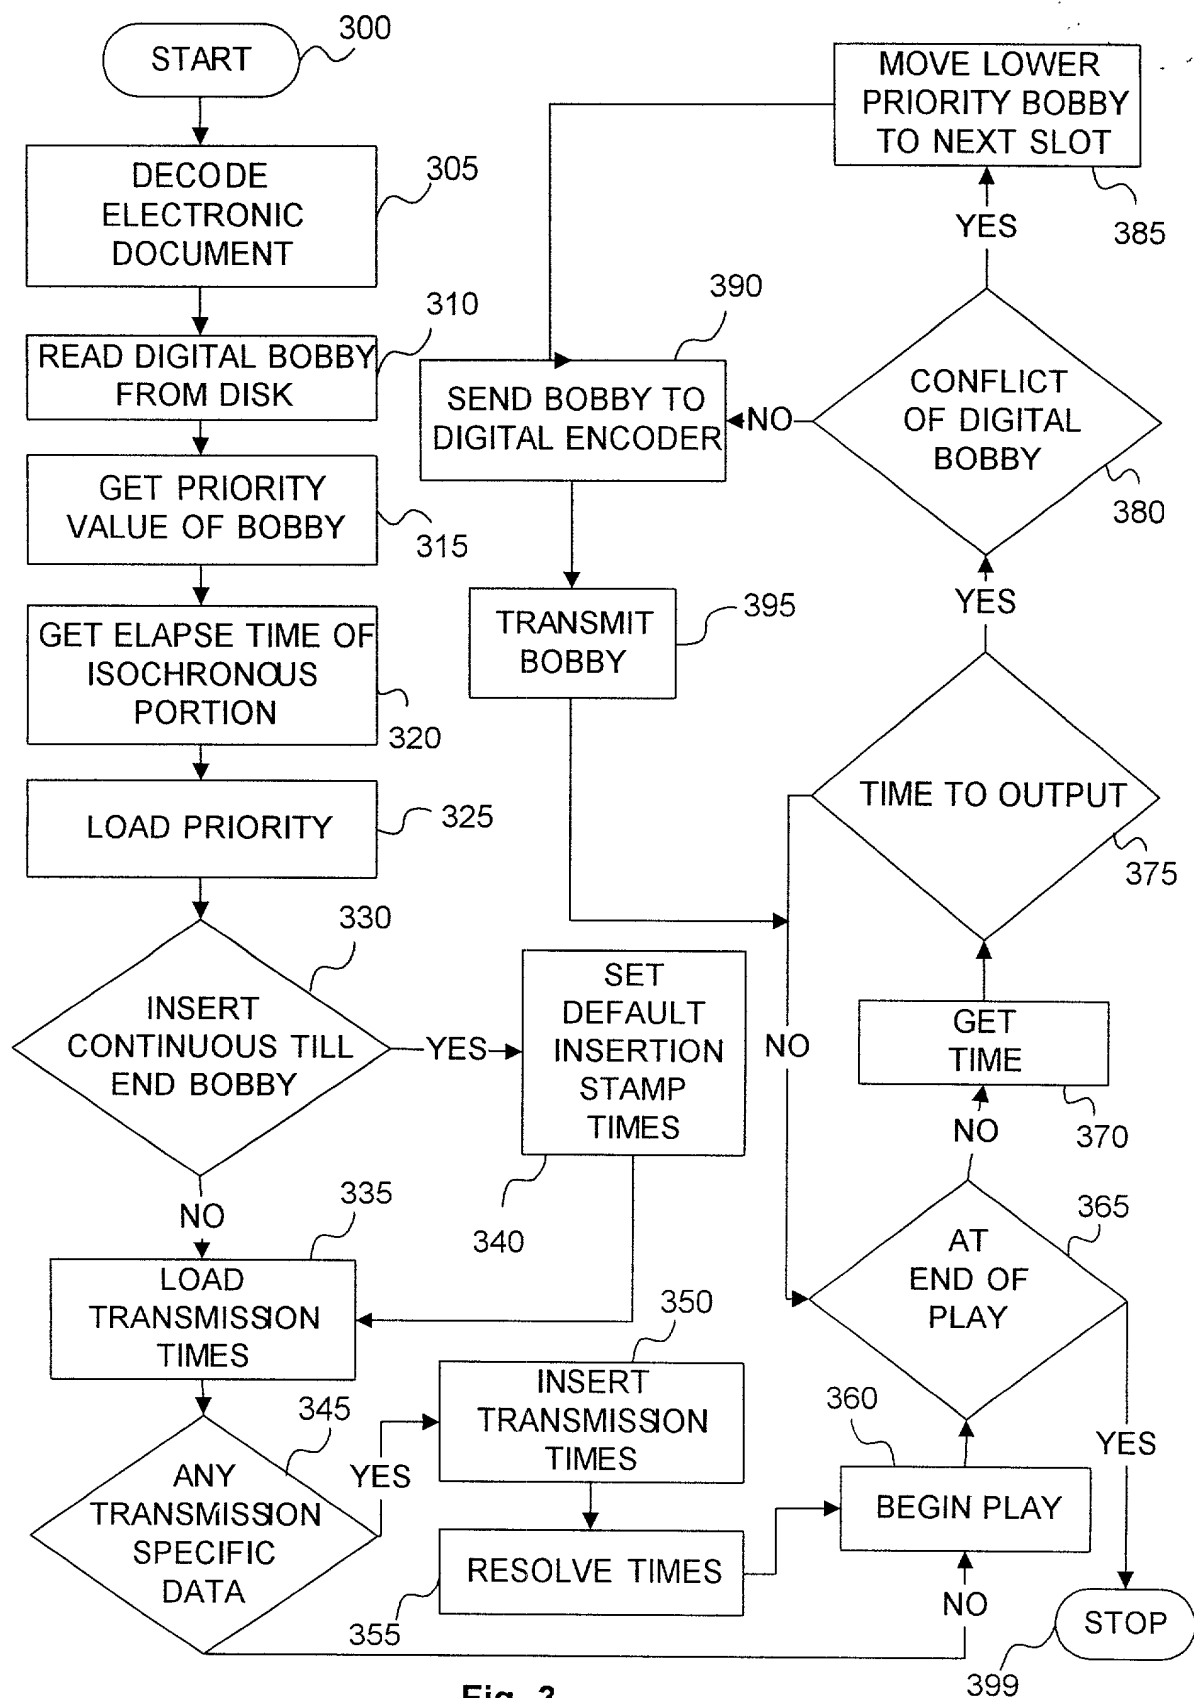 START
300
DECODE
ELECTRONIC
DOCUMENT
305
READ DIGITAL BOBBY
FROM DISK
310
GET PRIORITY
VALUE OF BOBBY
315
GET ELAPSE TIME OF
ISOCHRONOUS
PORTION
320
LOAD PRIORITY
325
INSERT
CONTINUOUS TILL
END BOBBY
330
YES
NO
SET
DEFAULT
INSERTION
STAMP
TIMES
340
LOAD
TRANSMISSION
TIMES
335
ANY
TRANSMISSION
SPECIFIC
DATA
345
YES
NO
INSERT
TRANSMISSION
TIMES
350
RESOLVE TIMES
355
BEGIN PLAY
360
AT
END OF
PLAY
365
NO
YES
STOP
399
GET
TIME
370
TIME TO OUTPUT
375
NO
YES
CONFLICT
OF DIGITAL
BOBBY
380
YES
NO
MOVE LOWER
PRIORITY BOBBY
TO NEXT SLOT
385
SEND BOBBY TO
DIGITAL ENCODER
390
TRANSMIT
BOBBY
395